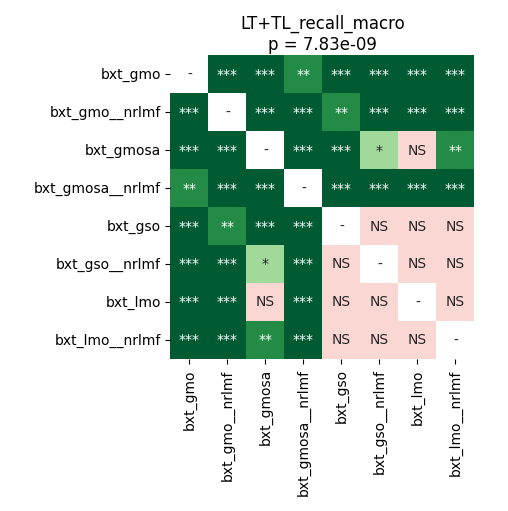 LT+TL_recall_macro
p = 7.83e-09
bxt_gmo - *** *** ** *** *** *** ***
bxt_gmo__nrlmf *** - *** *** ** *** *** ***
bxt_gmosa *** *** - *** *** * NS **
bxt_gmosa__nrlmf ** *** *** - *** *** *** ***
bxt_gso *** ** *** *** - NS NS NS
bxt_gso__nrlmf *** *** * *** NS - NS NS
bxt_lmo *** *** NS *** NS NS - NS
bxt_lmo__nrlmf *** *** ** *** NS NS NS -
bxt_gmo
bxt_gmo__nrlmf
bxt_gmosa
bxt_gmosa__nrlmf
bxt_gso
bxt_gso__nrlmf
bxt_lmo
bxt_lmo__nrlmf